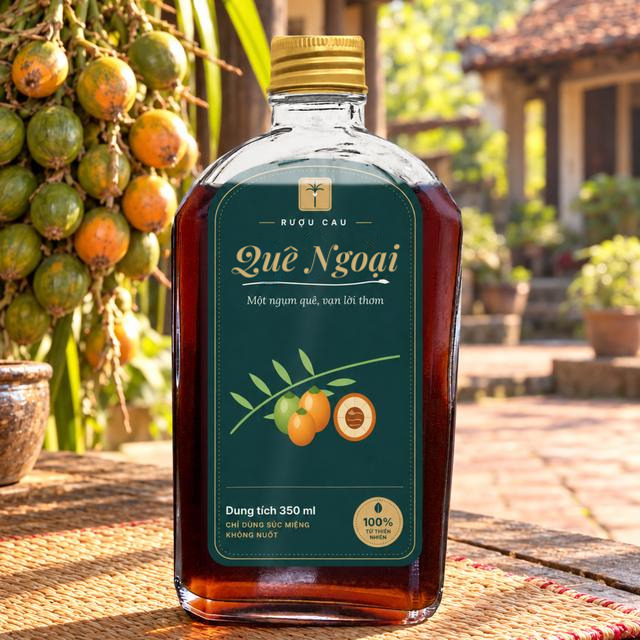 RƯỢU CAU
Quê Ngoại
Một ngụm quê, vạn lời thơm
Dung tích 350 ml
CHỈ DÙNG SÚC MIỆNG
KHÔNG NUỐT
100%
TỪ THIÊN
NHIÊN